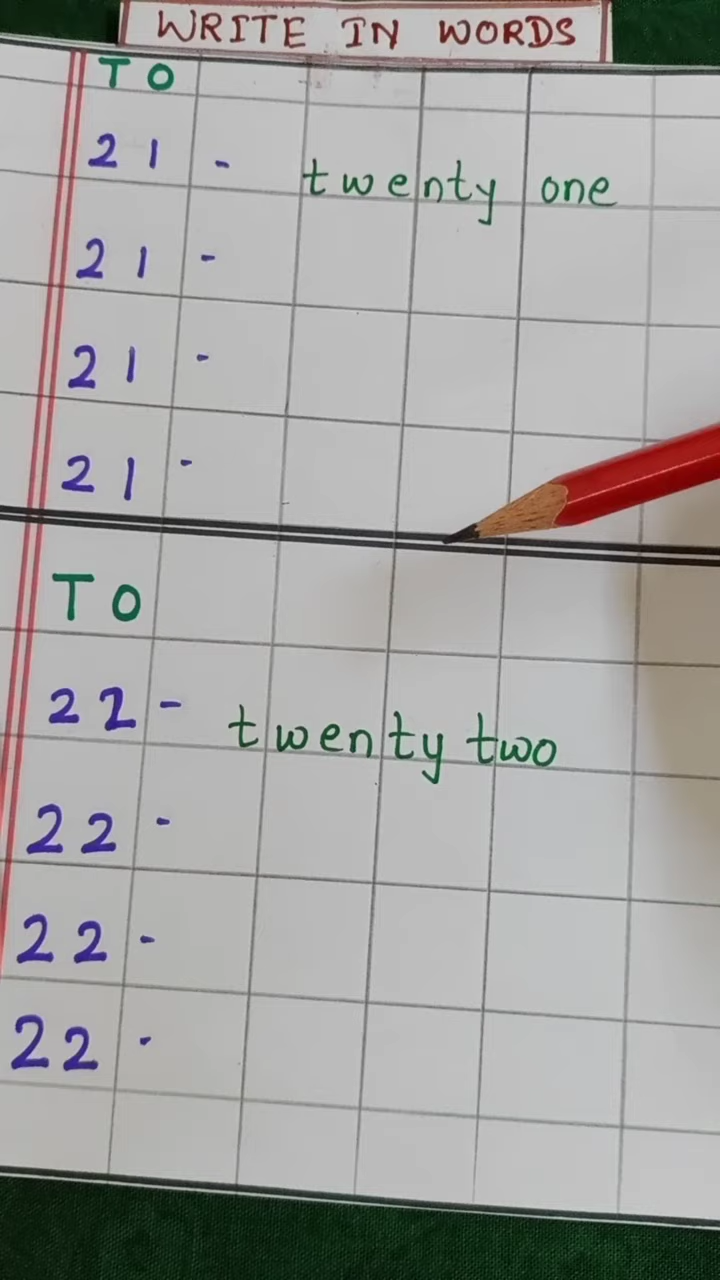 WRITE IN WORDS
T O
21 - twenty one
21 -
21 -
21 -
T O
22 - twenty two
22 -
22 -
22 -